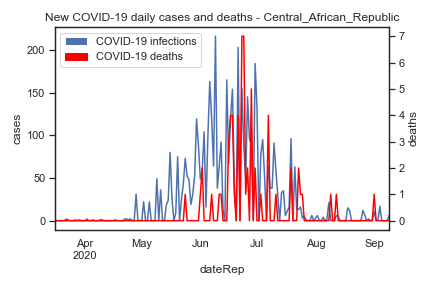 New COVID-19 daily cases and deaths - Central_African_Republic
COVID-19 infections
COVID-19 deaths
cases
200
150
100
50
0
deaths
7
6
5
4
3
2
1
0
Apr
2020
May
Jun
Jul
Aug
Sep
dateRep